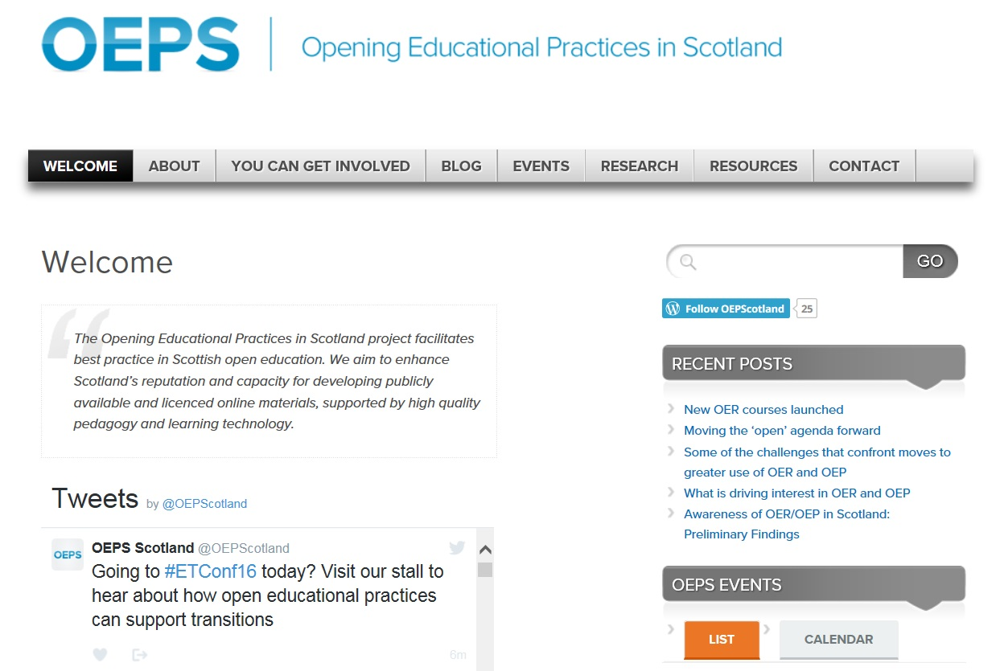 OEPS
Opening Educational Practices in Scotland
WELCOME ABOUT YOU CAN GET INVOLVED BLOG EVENTS RESEARCH RESOURCES CONTACT
Welcome
The Opening Educational Practices in Scotland project facilitates
best practice in Scottish open education. We aim to enhance
Scotland's reputation and capacity for developing publicly
available and licenced online materials, supported by high quality
pedagogy and learning technology.
Tweets by @OEPScotland
OEPS
OEPS Scotland @OEPScotland
Going to #ETConf16 today? Visit our stall to
hear about how open educational practices
can support transitions
6m
GO
Follow OEPScotland 25
RECENT POSTS
New OER courses launched
Moving the ‘open’ agenda forward
Some of the challenges that confront moves to
greater use of OER and OEP
What is driving interest in OER and OEP
Awareness of OER/OEP in Scotland:
Preliminary Findings
OEPS EVENTS
LIST CALENDAR